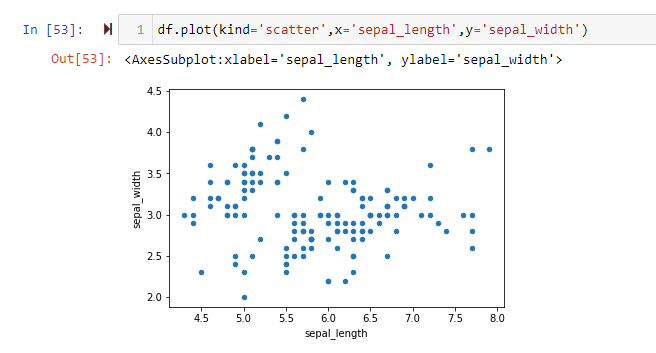 In [53]: 1 df.plot(kind='scatter',x='sepal_length',y='sepal_width')
Out[53]: <AxesSubplot:xlabel='sepal_length', ylabel='sepal_width'>
4.5
4.0
3.5
3.0
2.5
2.0
sepal_width
4.5 5.0 5.5 6.0 6.5 7.0 7.5 8.0
sepal_length